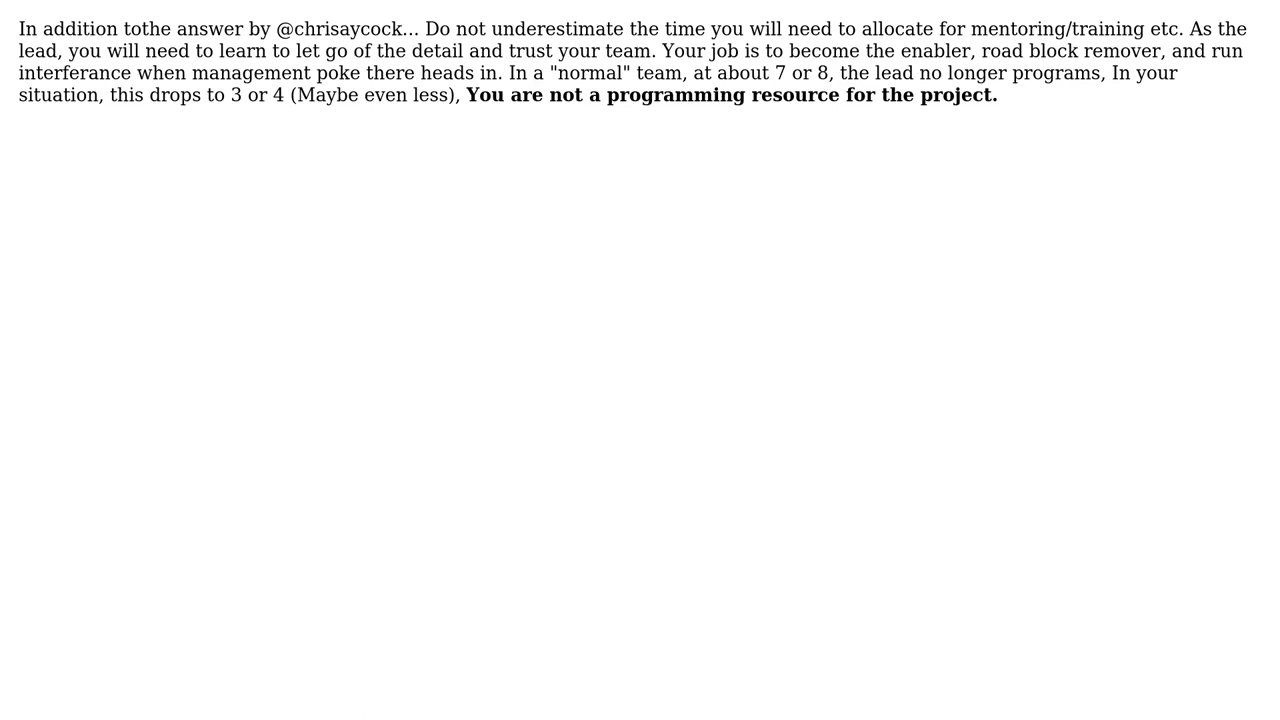 In addition tothe answer by @chrisaycock... Do not underestimate the time you will need to allocate for mentoring/training etc. As the
lead, you will need to learn to let go of the detail and trust your team. Your job is to become the enabler, road block remover, and run
interferance when management poke there heads in. In a "normal" team, at about 7 or 8, the lead no longer programs, In your
situation, this drops to 3 or 4 (Maybe even less), You are not a programming resource for the project.